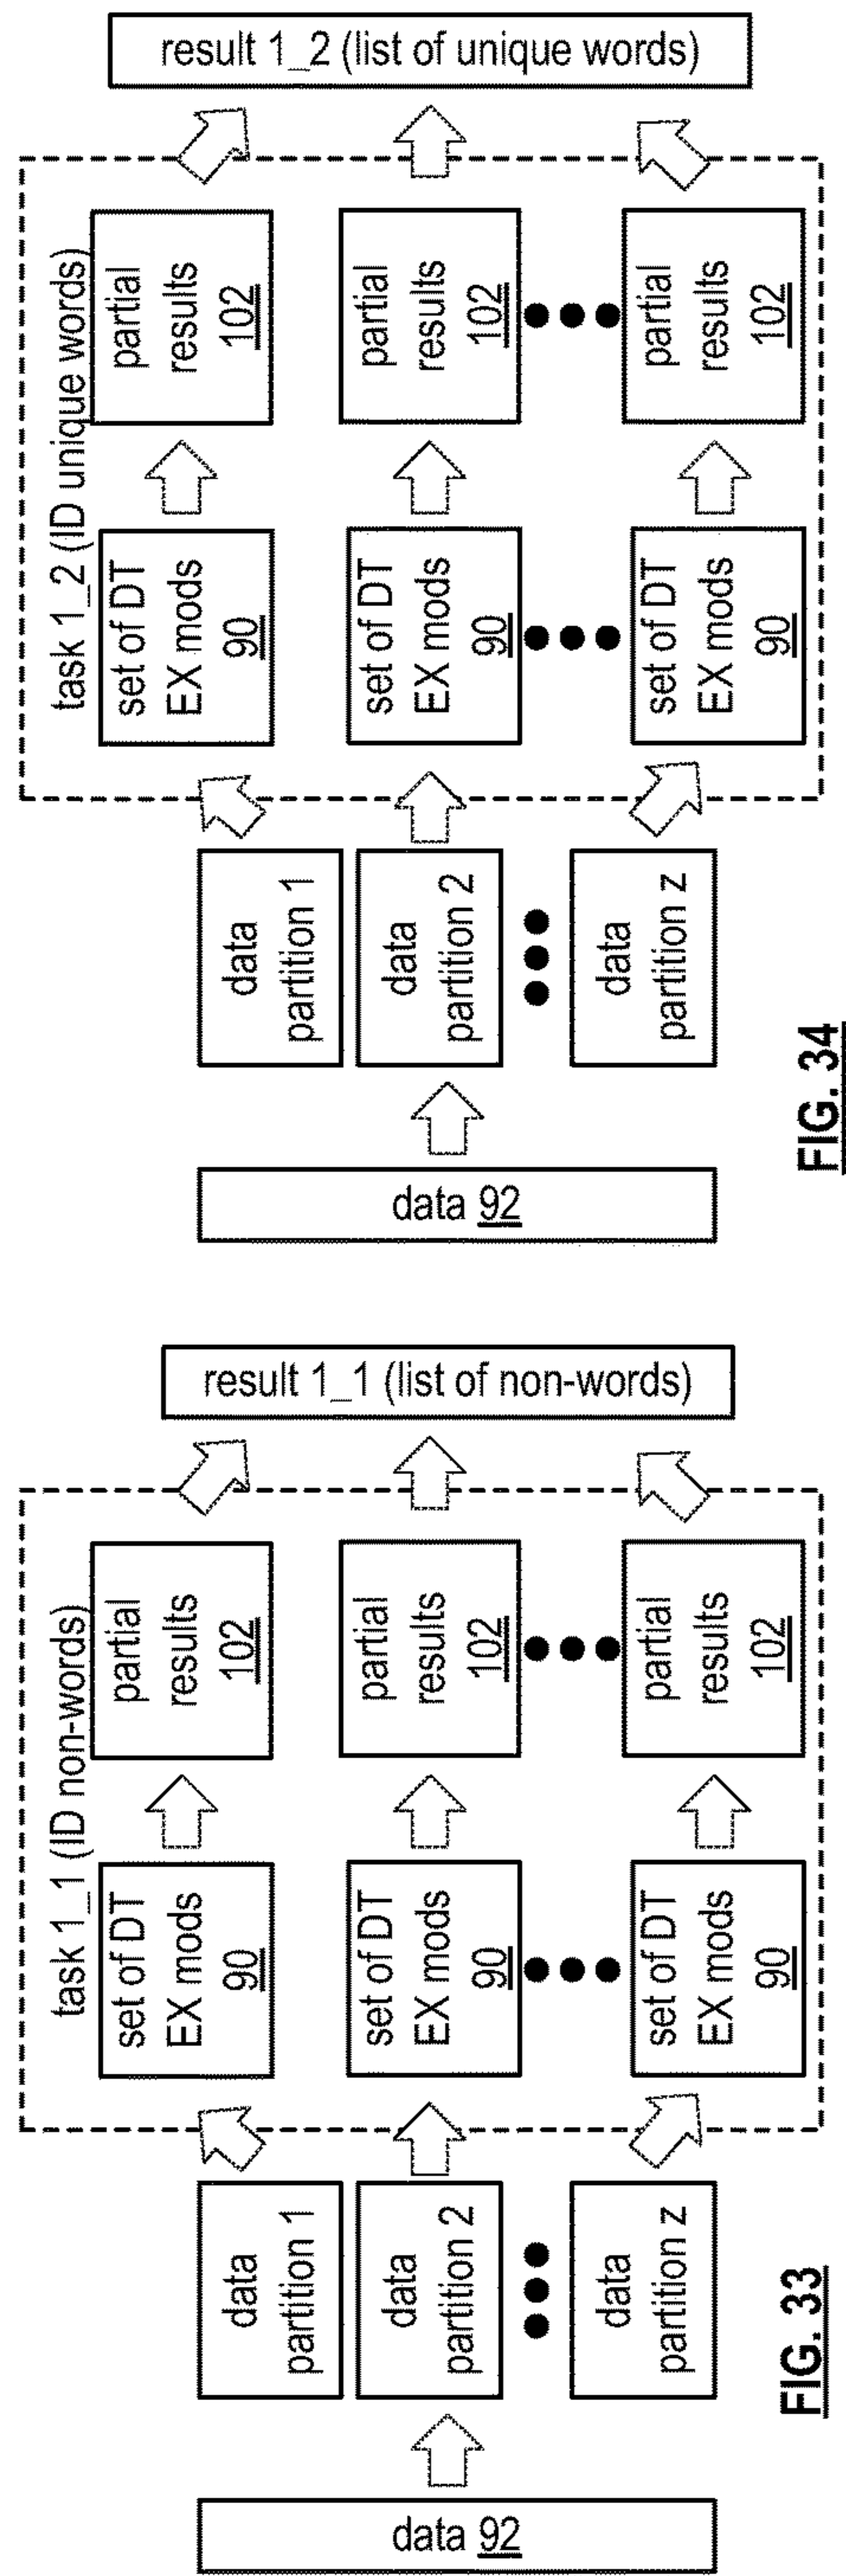 data 92
data
partition 1
data
partition 2
data
partition z
task 1_1 (ID non-words)
set of DT
EX mods
90
set of DT
EX mods
90
set of DT
EX mods
90
partial
results
102
partial
results
102
partial
results
102
result 1_1 (list of non-words)
FIG. 33
data 92
data
partition 1
data
partition 2
data
partition z
task 1_2 (ID unique words)
set of DT
EX mods
90
set of DT
EX mods
90
set of DT
EX mods
90
partial
results
102
partial
results
102
partial
results
102
result 1_2 (list of unique words)
FIG. 34